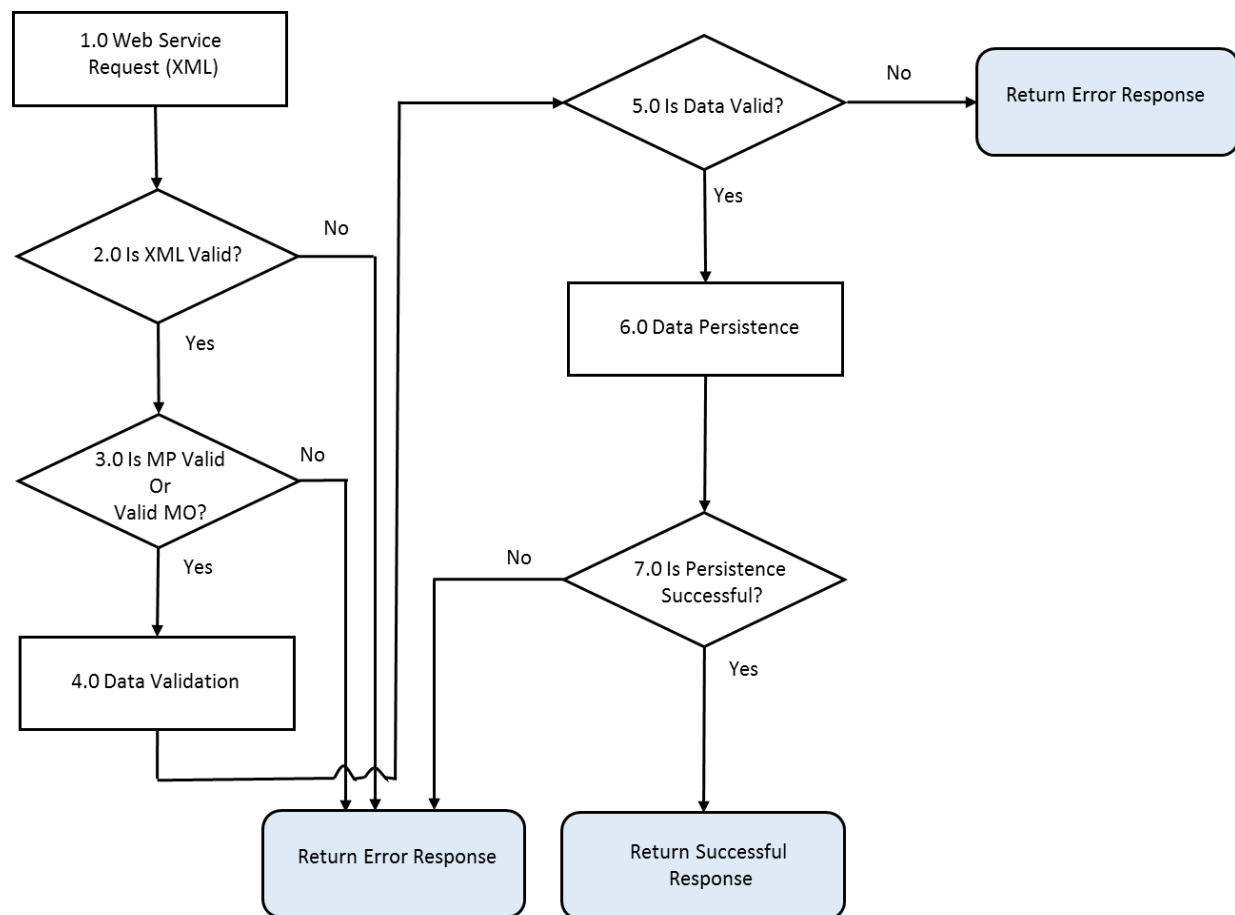 1.0 Web Service
Request (XML)
2.0 Is XML Valid?
No
Yes
3.0 Is MP Valid
Or
Valid MO?
No
Yes
4.0 Data Validation
5.0 Is Data Valid?
No
Return Error Response
Yes
6.0 Data Persistence
7.0 Is Persistence
Successful?
No
Yes
Return Error Response
Return Successful
Response